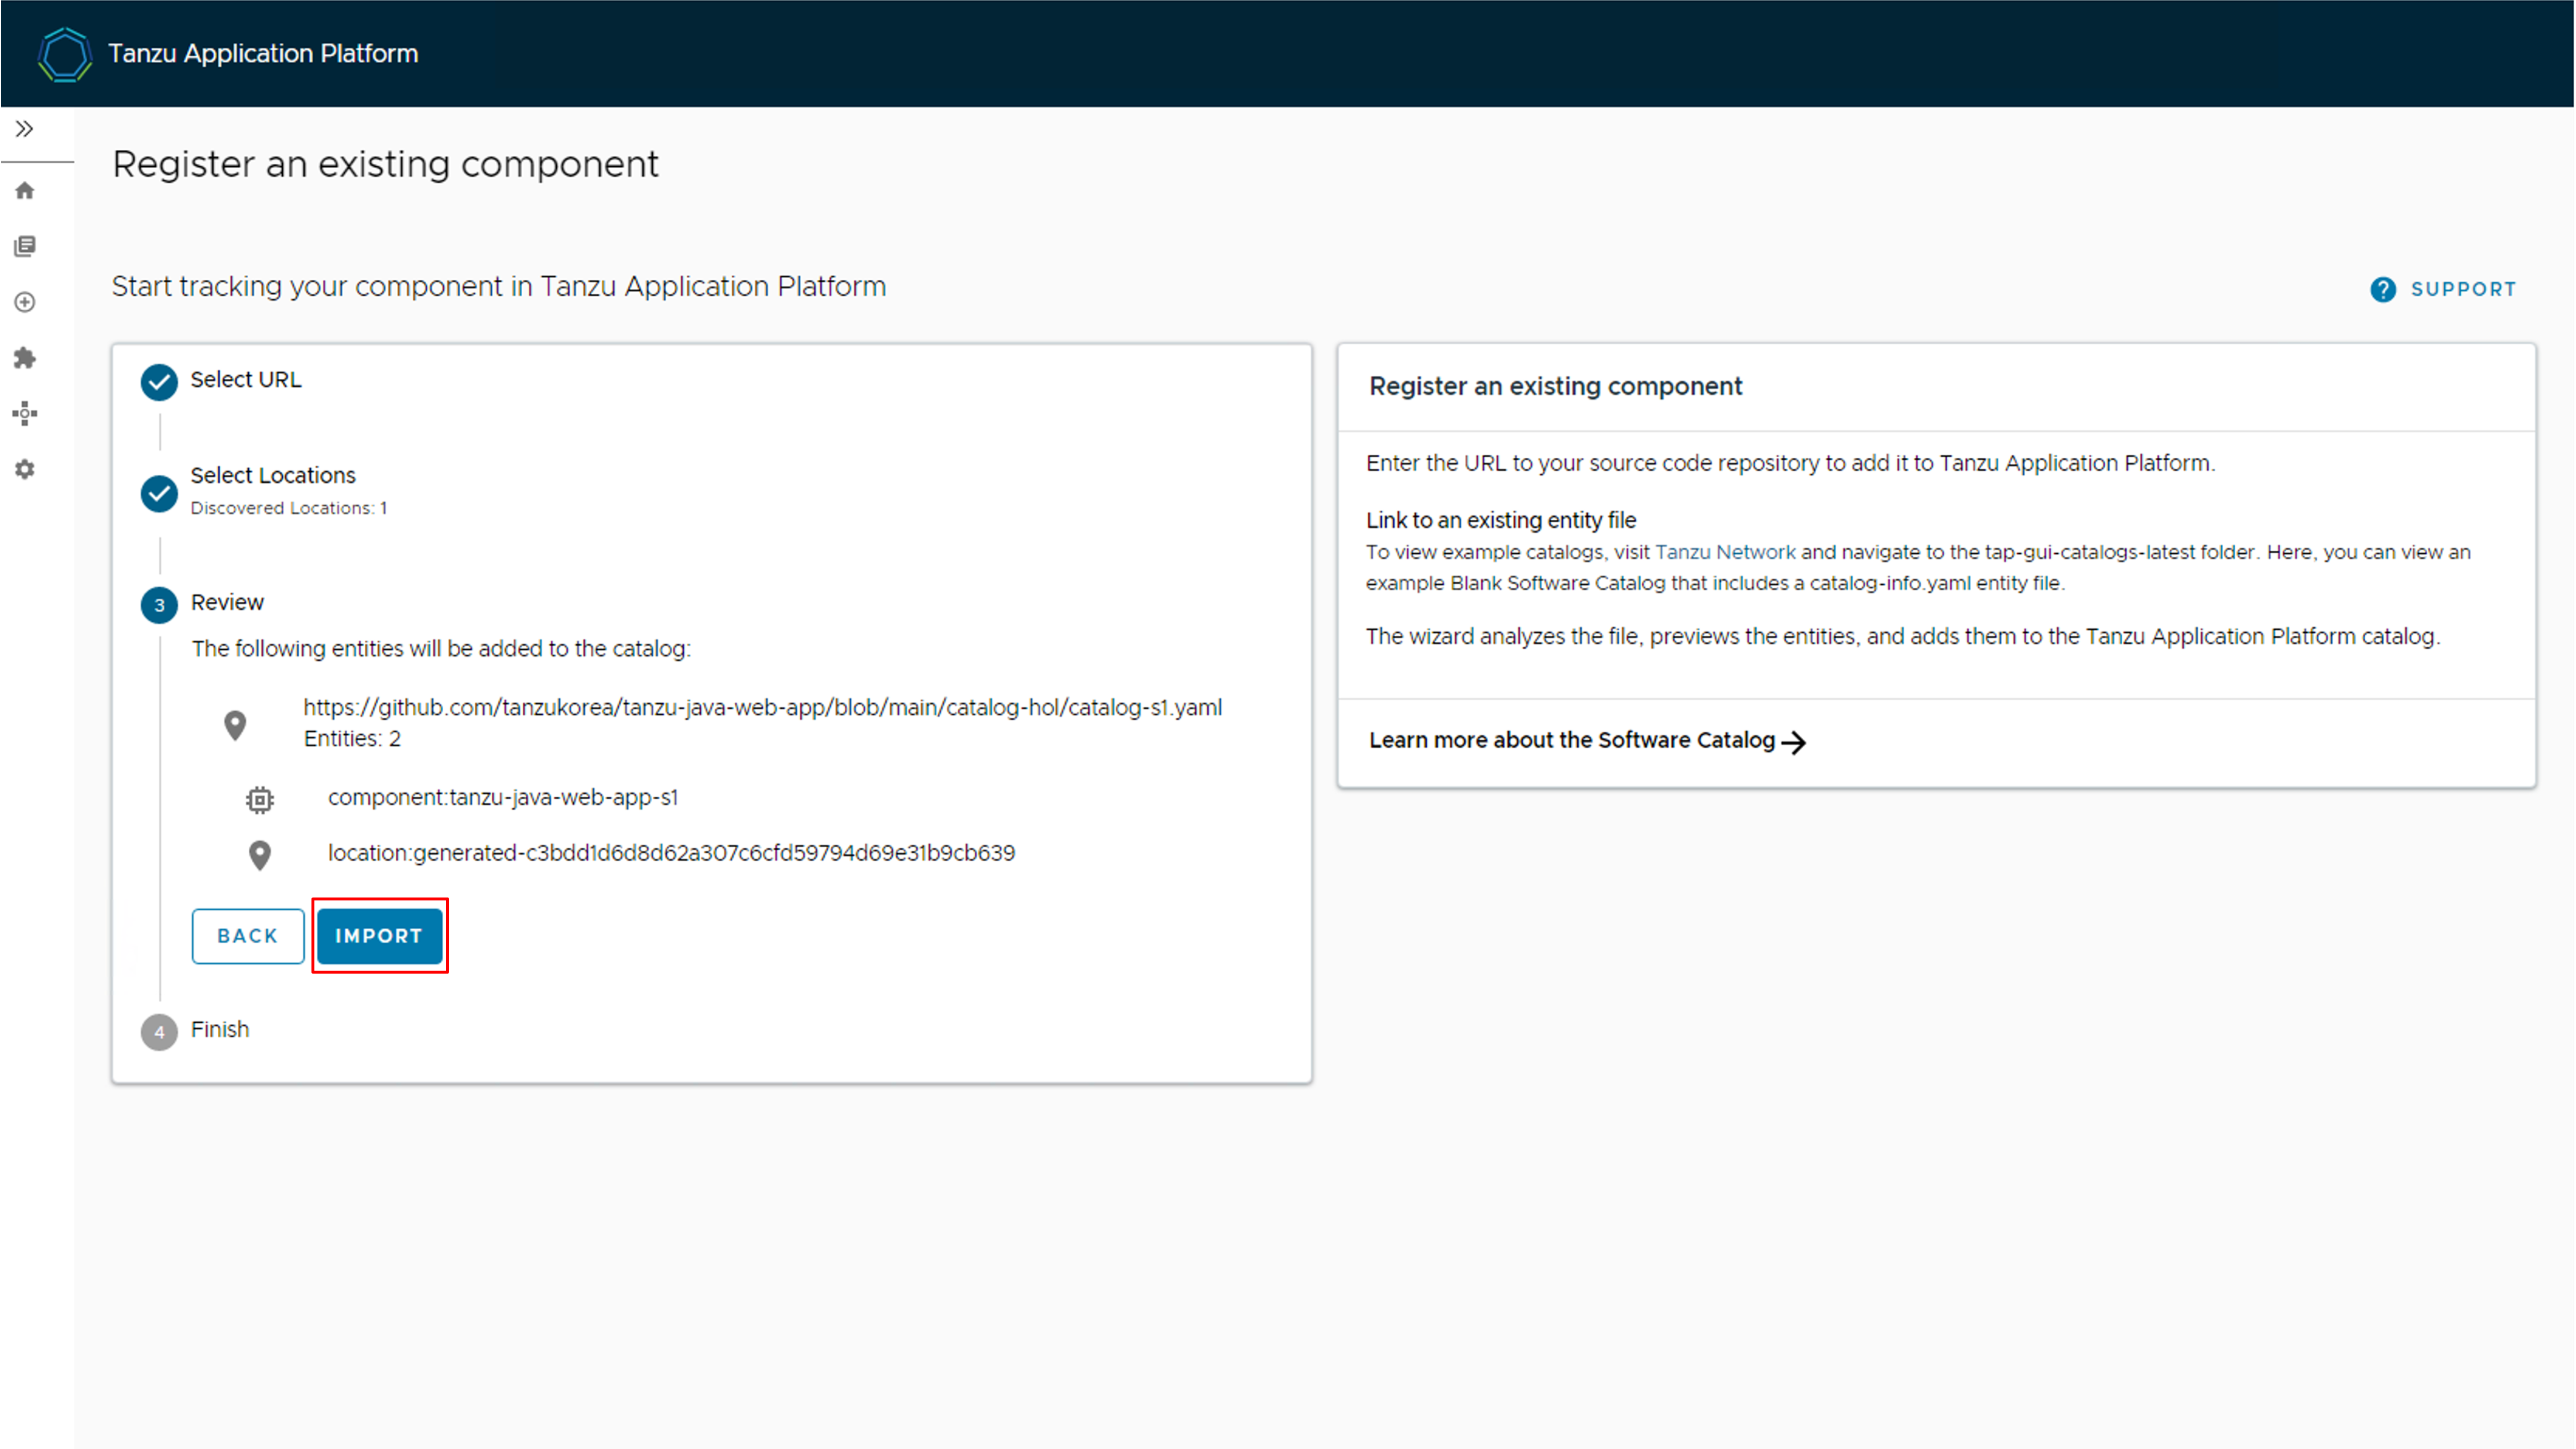 Tanzu Application Platform
Register an existing component
Start tracking your component in Tanzu Application Platform
? SUPPORT
Select URL
Select Locations
Discovered Locations: 1
3 Review
The following entities will be added to the catalog:
https://github.com/tanzukorea/tanzu-java-web-app/blob/main/catalog-hol/catalog-s1.yaml
Entities: 2
component:tanzu-java-web-app-s1
location:generated-c3bdd1d6d8d62a307c6cfd59794d69e31b9cb639
BACK IMPORT
4 Finish
Register an existing component
Enter the URL to your source code repository to add it to Tanzu Application Platform.
Link to an existing entity file
To view example catalogs, visit Tanzu Network and navigate to the tap-gui-catalogs-latest folder. Here, you can view an
example Blank Software Catalog that includes a catalog-info.yaml entity file.
The wizard analyzes the file, previews the entities, and adds them to the Tanzu Application Platform catalog.
Learn more about the Software Catalog